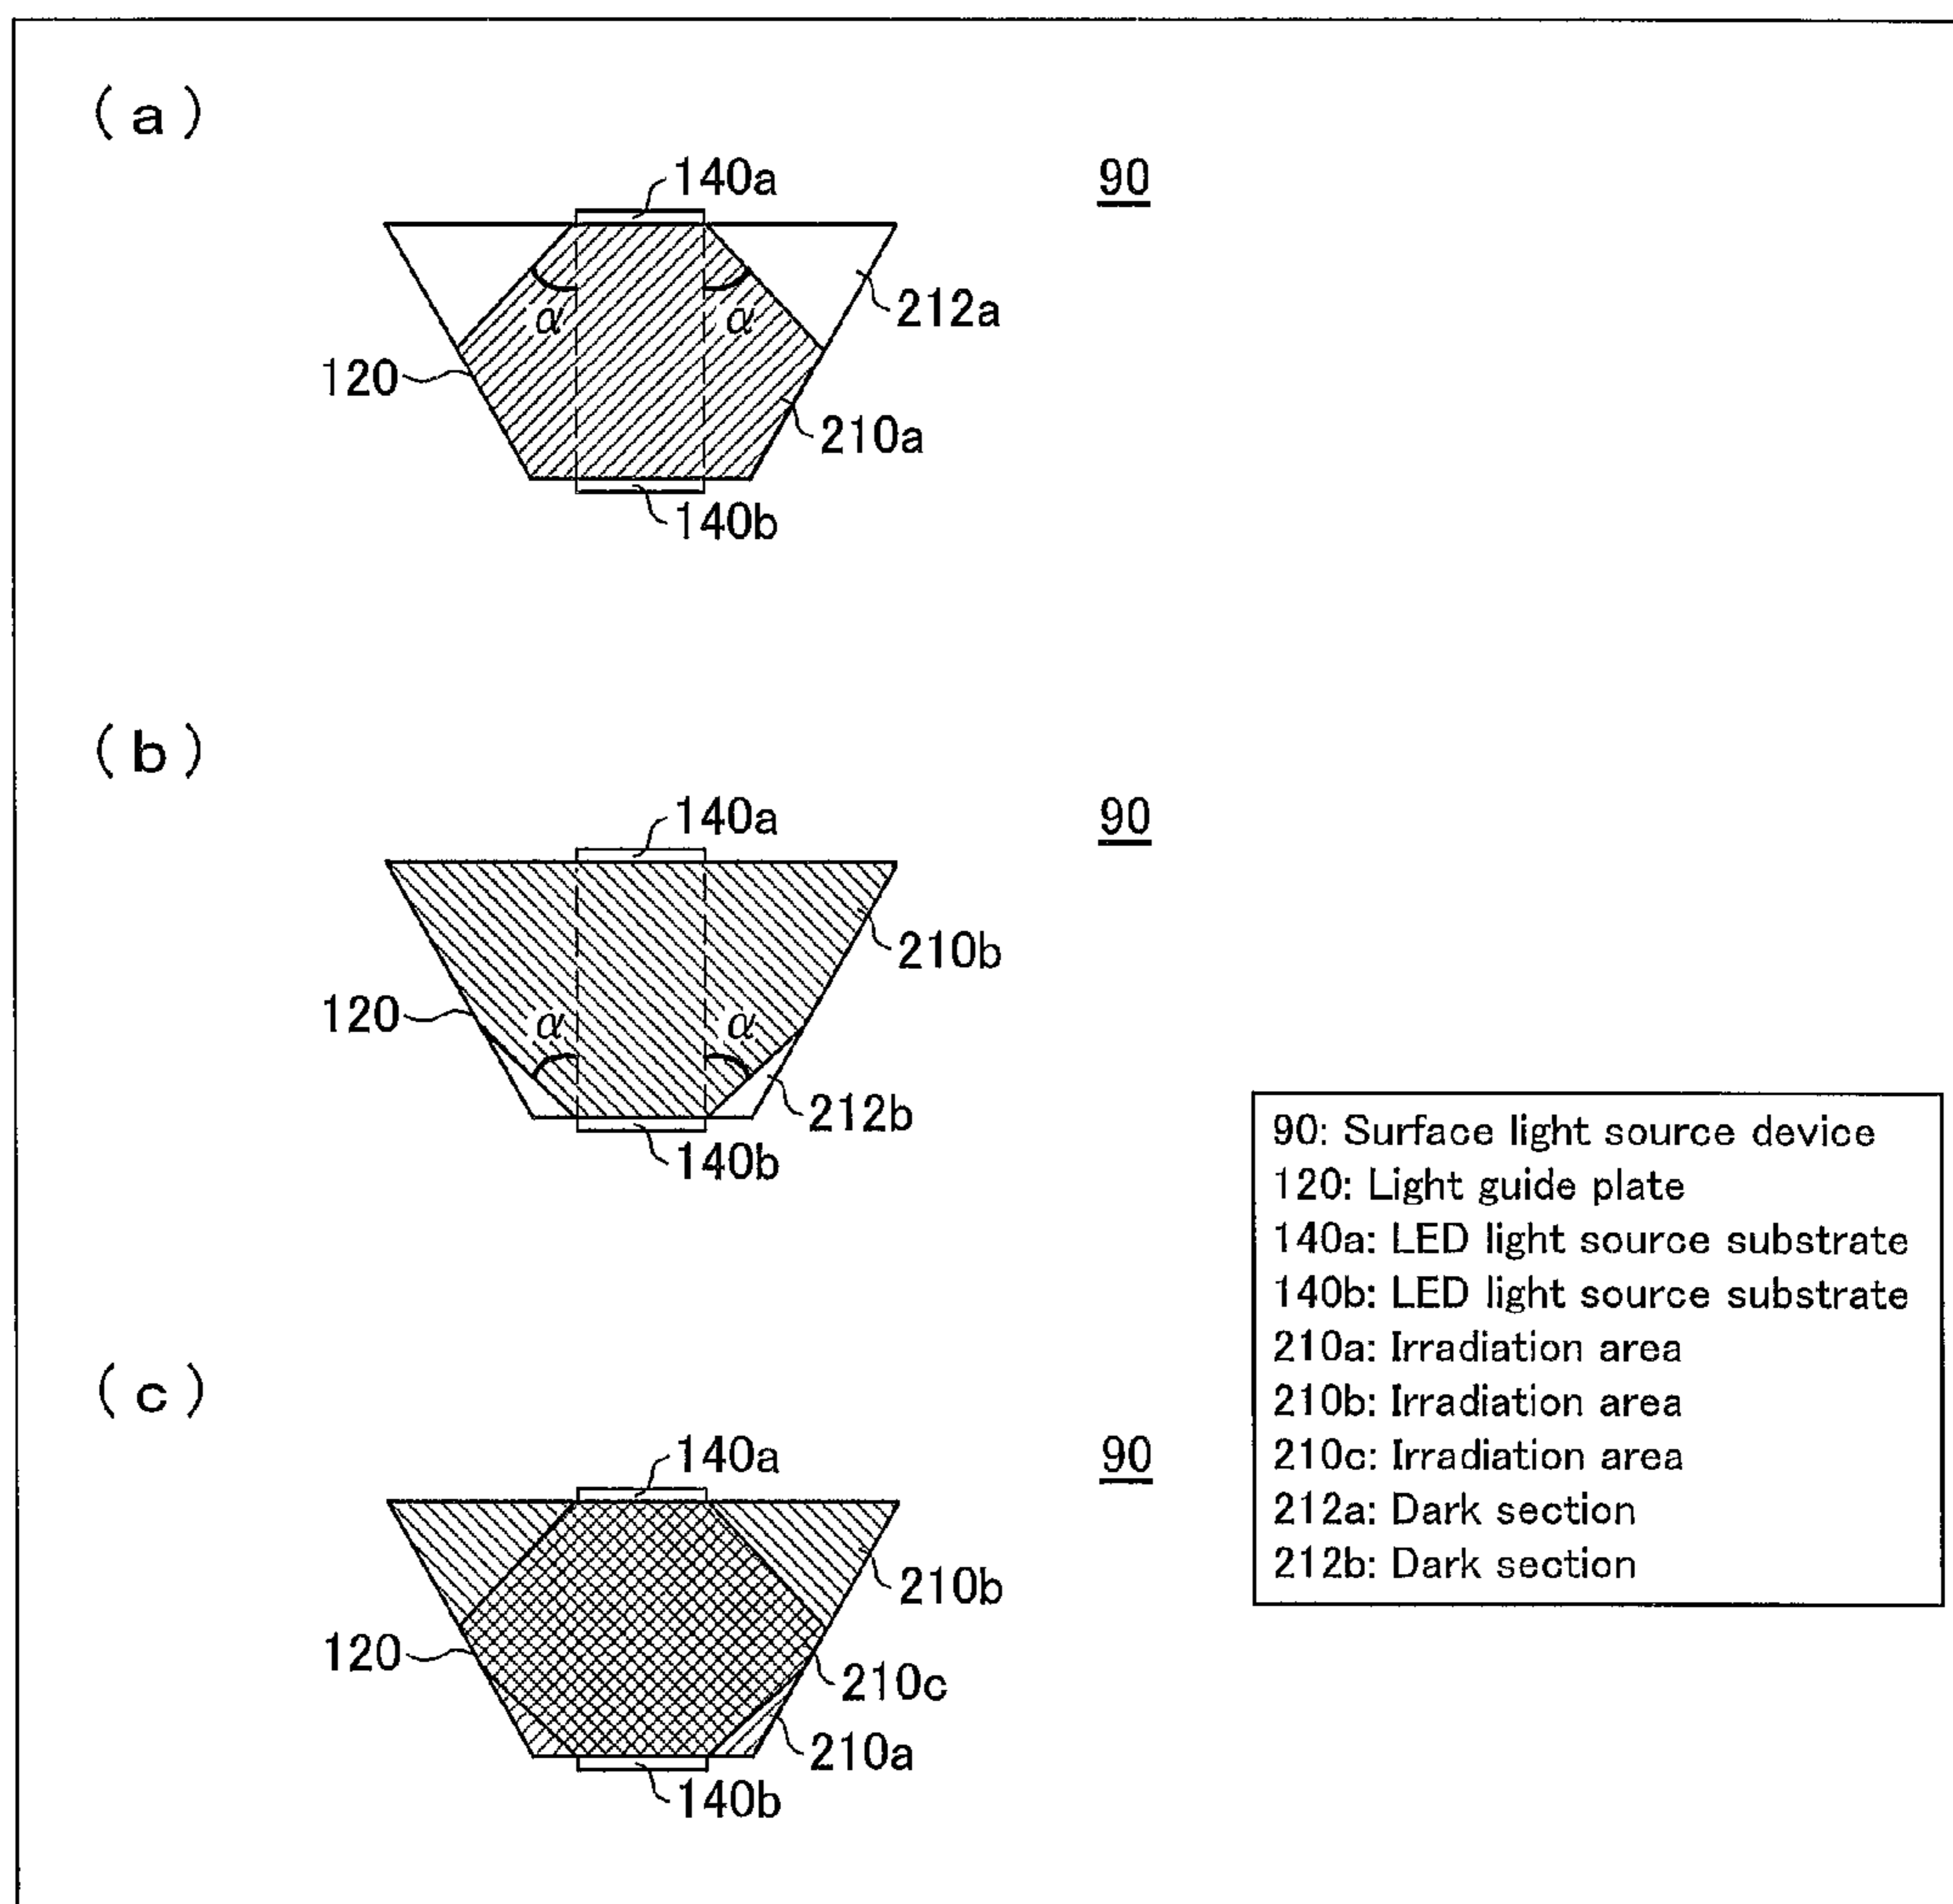 (a)
140a
90
212a
α
α
120
210a
140b
(b)
140a
90
210b
120
α
α
212b
140b
(c)
140a
90
210b
120
210c
210a
140b
90: Surface light source device
120: Light guide plate
140a: LED light source substrate
140b: LED light source substrate
210a: Irradiation area
210b: Irradiation area
210c: Irradiation area
212a: Dark section
212b: Dark section